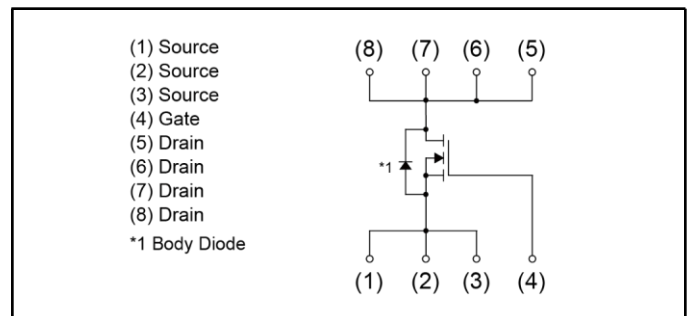 (1) Source
(2) Source
(3) Source
(4) Gate
(5) Drain
(6) Drain
(7) Drain
(8) Drain
*1 Body Diode
(8) (7) (6) (5)
*1
(1) (2) (3) (4)